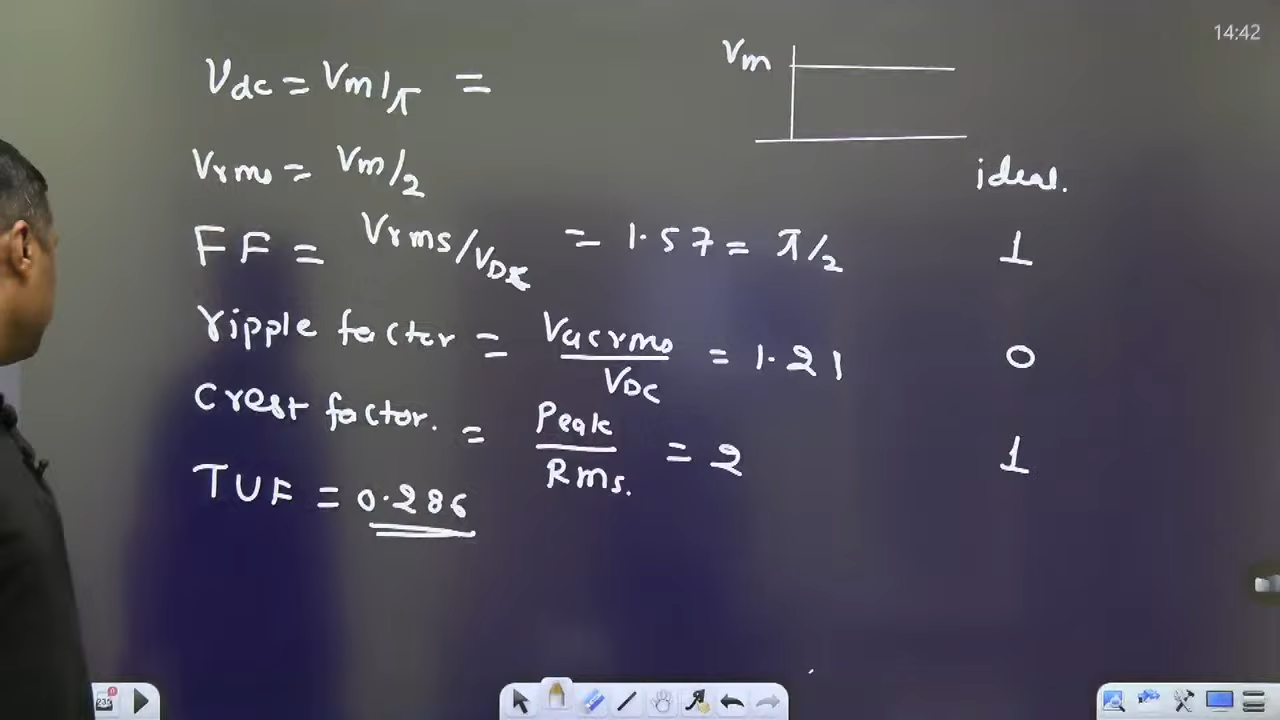 14:42
Vdc = Vm/π =
Vm
Vrms = Vm/2
ideal.
FF = Vrms/VDC = 1.57 = π/2 1
ripple factor = Vacrms/VDC = 1.21 0
Crest factor. = Peak/Rms. = 2 1
TUF = 0.286
235